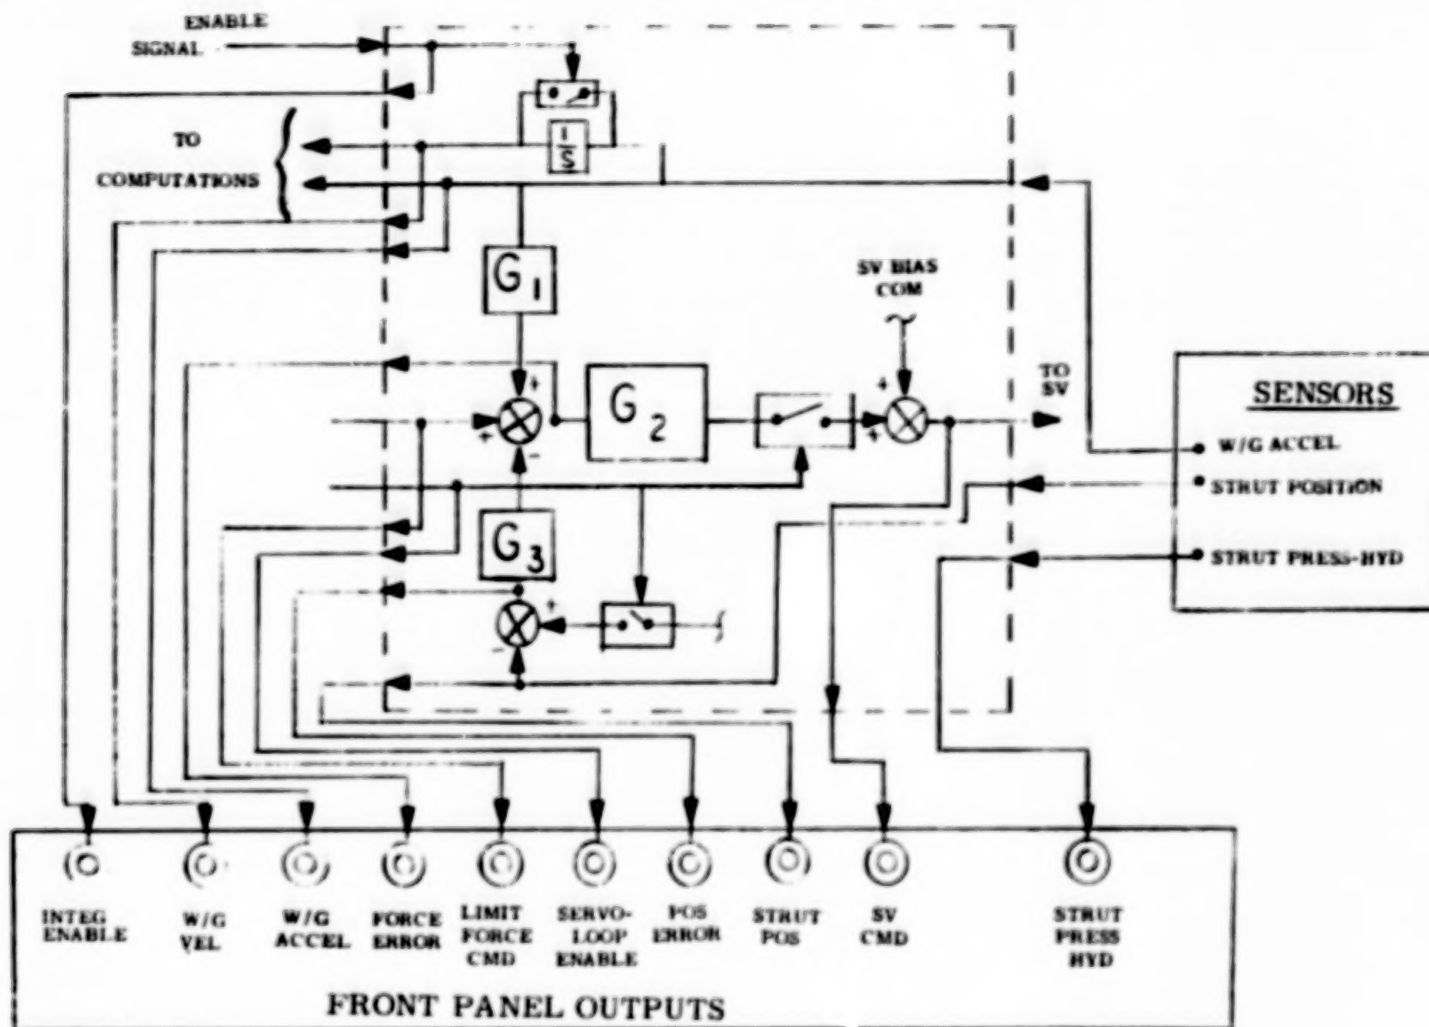 ENABLE
SIGNAL
TO
COMPUTATIONS
1
S
G1
SV BIAS
COM
+
+
-
G2
+
+
TO
SV
G3
+
-
SENSORS
W/G ACCEL
STRUT POSITION
STRUT PRESS-HYD
INTEG
ENABLE
W/G
VEL
W/G
ACCEL
FORCE
ERROR
LIMIT
FORCE
CMD
SERVO-
LOOP
ENABLE
POS
ERROR
STRUT
POS
SV
CMD
STRUT
PRESS
HYD
FRONT PANEL OUTPUTS